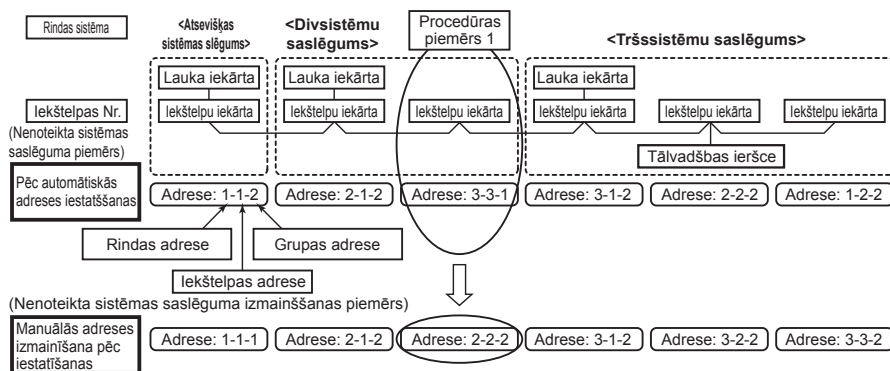 Rindas sistēma
<Atsevišķas
sistēmas slēgums>
<Divsistēmu
saslēgums>
Procedūras
piemērs 1
<Tršssistēmu saslēgums>
Lauka iekārta
Lauka iekārta
Lauka iekārta
Iekštelpas Nr.
Iekštelpu iekārta
Iekštelpu iekārta
Iekštelpu iekārta
Iekštelpu iekārta
Iekštelpu iekārta
Iekštelpu iekārta
(Nenoteikta sistēmas
saslēguma piemērs)
Tālvadšbas ieršce
Pēc automātiskās
adreses iestatššanas
Adrese: 1-1-2
Adrese: 2-1-2
Adrese: 3-3-1
Adrese: 3-1-2
Adrese: 2-2-2
Adrese: 1-2-2
Rindas adrese
Grupas adrese
Iekštelpas adrese
(Nenoteikta sistēmas saslēguma izmainššanas piemērs)
Manuālās adreses
izmainīšana pēc
iestatīšanas
Adrese: 1-1-1
Adrese: 2-1-2
Adrese: 2-2-2
Adrese: 3-1-2
Adrese: 3-2-2
Adrese: 3-3-2